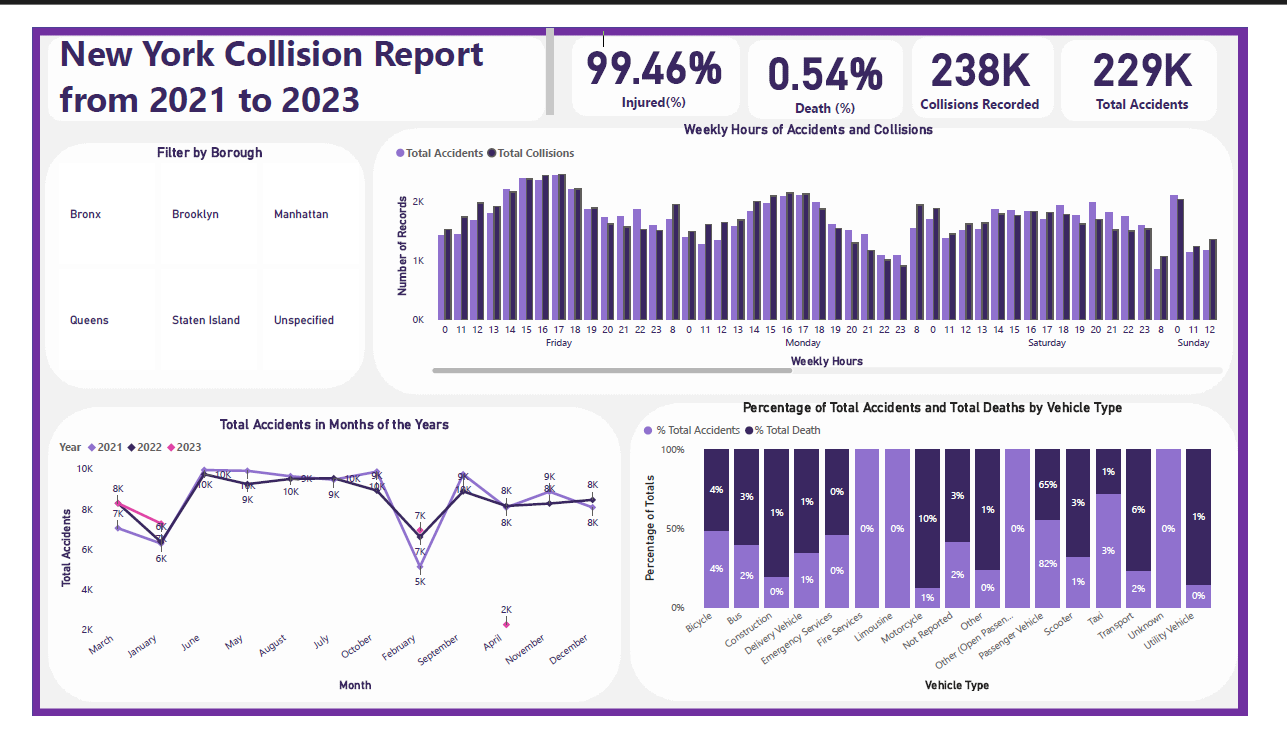 New York Collision Report
from 2021 to 2023
99.46%
Injured(%)
0.54%
Death (%)
238K
Collisions Recorded
229K
Total Accidents
Filter by Borough
Bronx
Brooklyn
Manhattan
Queens
Staten Island
Unspecified
Weekly Hours of Accidents and Collisions
Total Accidents Total Collisions
Number of Records
2K
1K
0K
0 11 12 13 14 15 16 17 18 19 20 21 22 23 8 0 11 12 13 14 15 16 17 18 19 20 21 22 23 8 0 11 12 13 14 15 16 17 18 19 20 21 22 23 8 0 11 12
Friday Monday Saturday Sunday
Weekly Hours
Total Accidents in Months of the Years
Year 2021 2022 2023
Total Accidents
10K
8K
6K
4K
2K
8K
7K
6K
6K
10K
10K
10K
9K
10K
9K
9K
10K
9K
7K
7K
5K
9K
8K
8K
2K
9K
8K
8K
8K
March January June May August July October February September April November December
Month
Percentage of Total Accidents and Total Deaths by Vehicle Type
% Total Accidents % Total Death
Percentage of Totals
100%
50%
0%
4% 3% 1% 1% 0% 10% 3% 1% 65% 3% 1% 6% 1%
4% 2% 0% 1% 0% 0% 0% 1% 2% 0% 0% 82% 1% 3% 2% 0% 0%
Bicycle
Bus
Construction
Delivery Vehicle
Emergency Services
Fire Services
Limousine
Motorcycle
Not Reported
Other
Other (Open Passen...
Passenger Vehicle
Scooter
Taxi
Transport
Unknown
Utility Vehicle
Vehicle Type